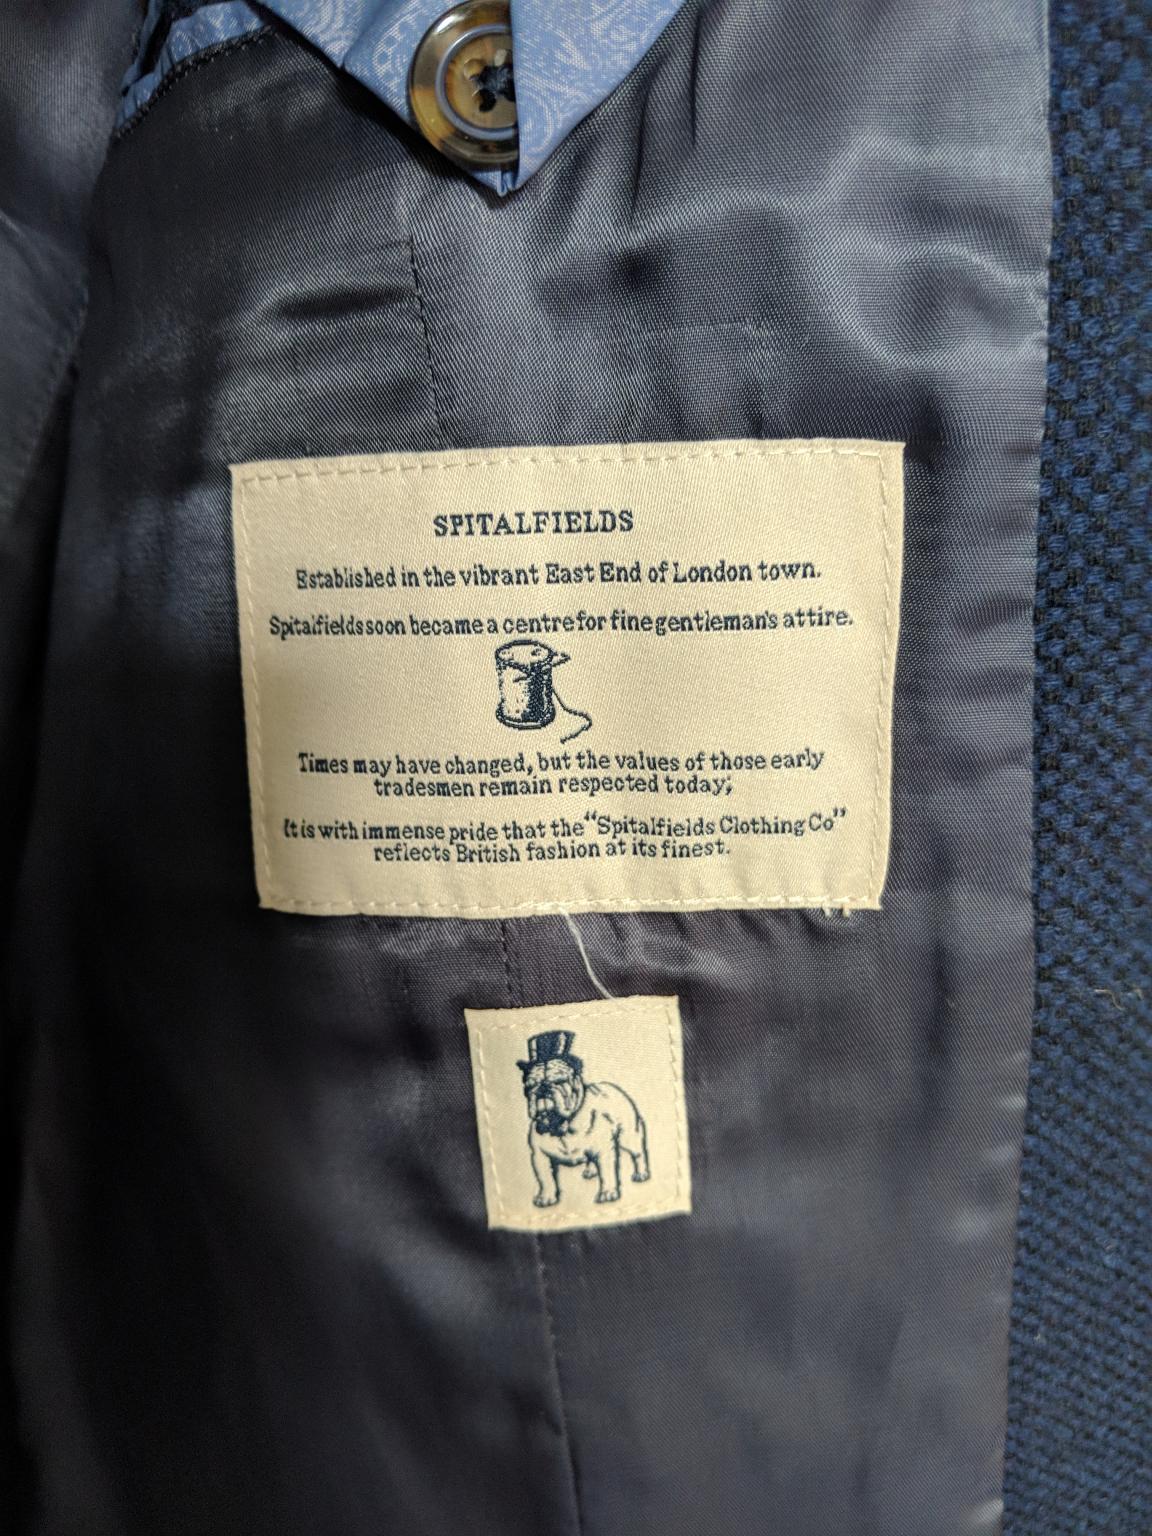 SPITALFIELDS
Established in the vibrant East End of London town.
Spitalfields soon became a centre for fine gentleman's attire.
Times may have changed, but the values of those early
tradesmen remain respected today;
It is with immense pride that the "Spitalfields Clothing Co"
reflects British fashion at its finest.